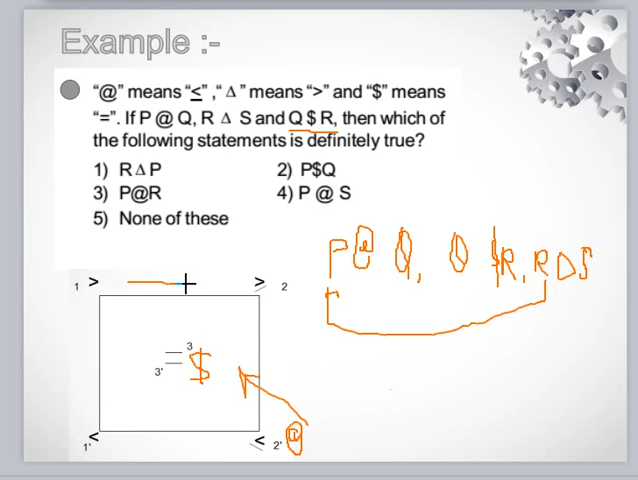 Example :-
"@" means "≤" ,"Δ" means ">" and "$" means
"=". If P @ Q, R Δ S and Q $ R, then which of
the following statements is definitely true?
1) RΔP 2) P$Q
3) P@R 4) P @ S
5) None of these
P@ Q, Q $R, RΔS
1 > > 2
3
= $
3'
@
1' < < 2'